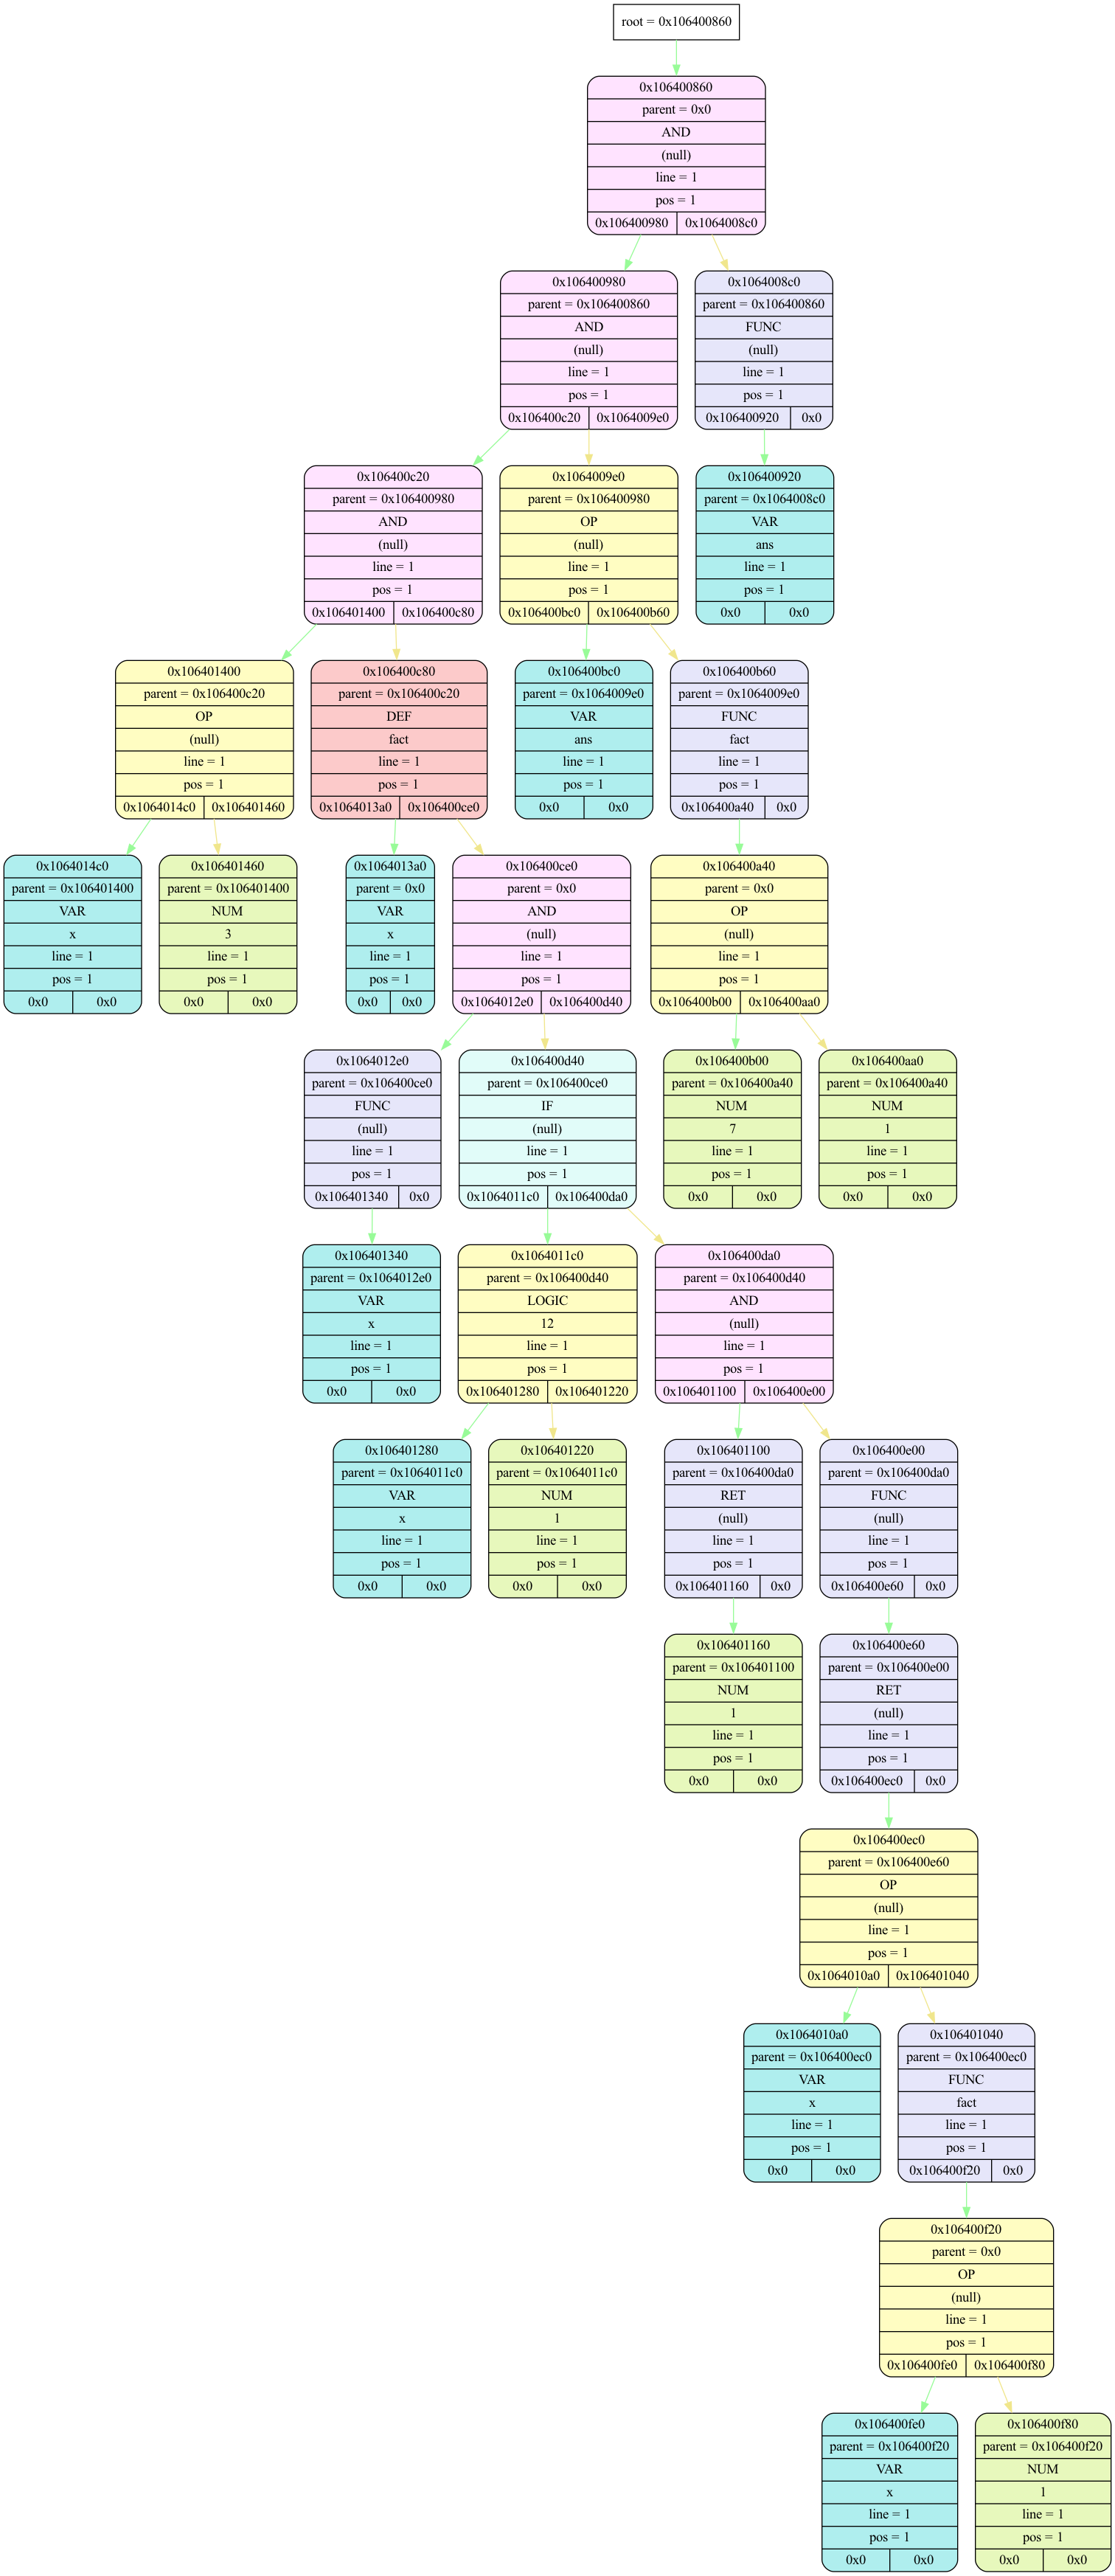 root = 0x106400860
0x106400860
parent = 0x0
AND
(null)
line = 1
pos = 1
0x106400980 0x1064008c0
0x106400980
parent = 0x106400860
AND
(null)
line = 1
pos = 1
0x106400c20 0x1064009e0
0x1064008c0
parent = 0x106400860
FUNC
(null)
line = 1
pos = 1
0x106400920 0x0
0x106400c20
parent = 0x106400980
AND
(null)
line = 1
pos = 1
0x106401400 0x106400c80
0x1064009e0
parent = 0x106400980
OP
(null)
line = 1
pos = 1
0x106400bc0 0x106400b60
0x106400920
parent = 0x1064008c0
VAR
ans
line = 1
pos = 1
0x0 0x0
0x106401400
parent = 0x106400c20
OP
(null)
line = 1
pos = 1
0x1064014c0 0x106401460
0x106400c80
parent = 0x106400c20
DEF
fact
line = 1
pos = 1
0x1064013a0 0x106400ce0
0x106400bc0
parent = 0x1064009e0
VAR
ans
line = 1
pos = 1
0x0 0x0
0x106400b60
parent = 0x1064009e0
FUNC
fact
line = 1
pos = 1
0x106400a40 0x0
0x1064014c0
parent = 0x106401400
VAR
x
line = 1
pos = 1
0x0 0x0
0x106401460
parent = 0x106401400
NUM
3
line = 1
pos = 1
0x0 0x0
0x1064013a0
parent = 0x0
VAR
x
line = 1
pos = 1
0x0 0x0
0x106400ce0
parent = 0x0
AND
(null)
line = 1
pos = 1
0x1064012e0 0x106400d40
0x106400a40
parent = 0x0
OP
(null)
line = 1
pos = 1
0x106400b00 0x106400aa0
0x1064012e0
parent = 0x106400ce0
FUNC
(null)
line = 1
pos = 1
0x106401340 0x0
0x106400d40
parent = 0x106400ce0
IF
(null)
line = 1
pos = 1
0x1064011c0 0x106400da0
0x106400b00
parent = 0x106400a40
NUM
7
line = 1
pos = 1
0x0 0x0
0x106400aa0
parent = 0x106400a40
NUM
1
line = 1
pos = 1
0x0 0x0
0x106401340
parent = 0x1064012e0
VAR
x
line = 1
pos = 1
0x0 0x0
0x1064011c0
parent = 0x106400d40
LOGIC
12
line = 1
pos = 1
0x106401280 0x106401220
0x106400da0
parent = 0x106400d40
AND
(null)
line = 1
pos = 1
0x106401100 0x106400e00
0x106401280
parent = 0x1064011c0
VAR
x
line = 1
pos = 1
0x0 0x0
0x106401220
parent = 0x1064011c0
NUM
1
line = 1
pos = 1
0x0 0x0
0x106401100
parent = 0x106400da0
RET
(null)
line = 1
pos = 1
0x106401160 0x0
0x106400e00
parent = 0x106400da0
FUNC
(null)
line = 1
pos = 1
0x106400e60 0x0
0x106401160
parent = 0x106401100
NUM
1
line = 1
pos = 1
0x0 0x0
0x106400e60
parent = 0x106400e00
RET
(null)
line = 1
pos = 1
0x106400ec0 0x0
0x106400ec0
parent = 0x106400e60
OP
(null)
line = 1
pos = 1
0x1064010a0 0x106401040
0x1064010a0
parent = 0x106400ec0
VAR
x
line = 1
pos = 1
0x0 0x0
0x106401040
parent = 0x106400ec0
FUNC
fact
line = 1
pos = 1
0x106400f20 0x0
0x106400f20
parent = 0x0
OP
(null)
line = 1
pos = 1
0x106400fe0 0x106400f80
0x106400fe0
parent = 0x106400f20
VAR
x
line = 1
pos = 1
0x0 0x0
0x106400f80
parent = 0x106400f20
NUM
1
line = 1
pos = 1
0x0 0x0